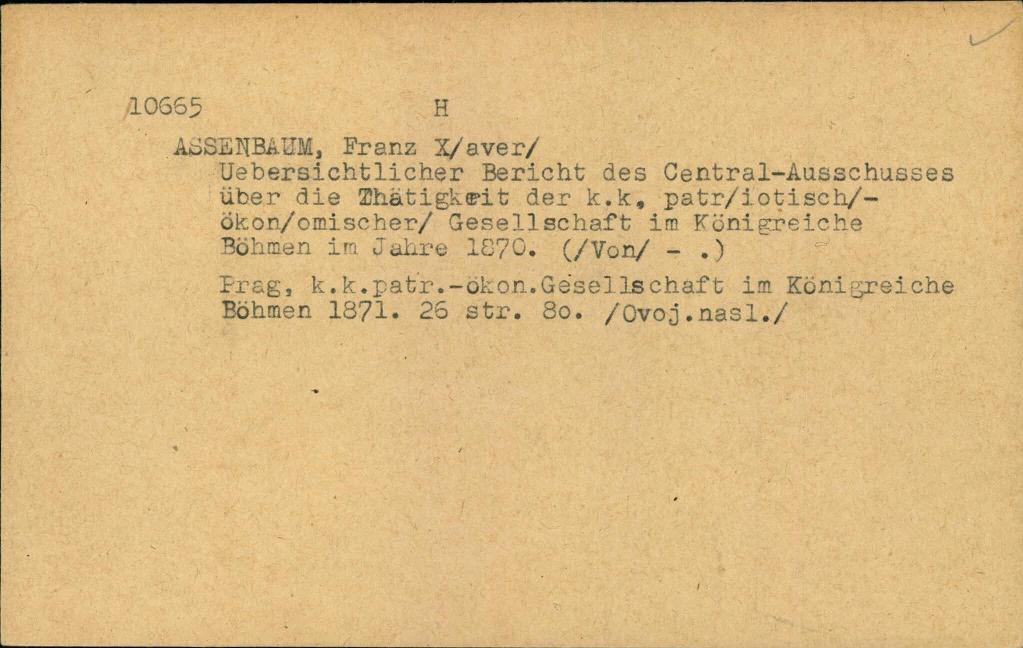 10665 H
ASSENBAUM, Franz X/aver/
Uebersichtlicher Bericht des Central-Ausschusses
über die Thätigkeit der k.k. patr/iotisch/-
ökon/omischer/ Gesellschaft im Königreiche
Böhmen im Jahre 1870. (/Von/ - .)
Prag, k.k.patr.-ökon.Gesellschaft im Königreiche
Böhmen 1871. 26 str. 8o. /Ovoj.nasl./